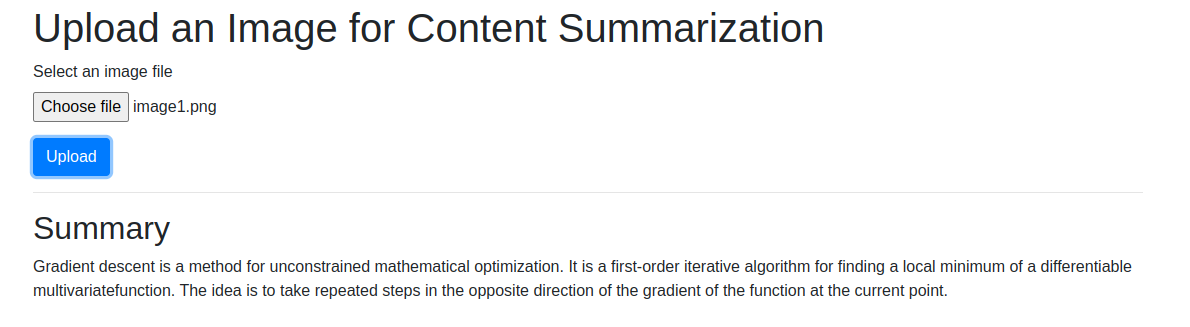 Upload an Image for Content Summarization
Select an image file
Choose file image1.png
Upload
Summary
Gradient descent is a method for unconstrained mathematical optimization. It is a first-order iterative algorithm for finding a local minimum of a differentiable
multivariatefunction. The idea is to take repeated steps in the opposite direction of the gradient of the function at the current point.